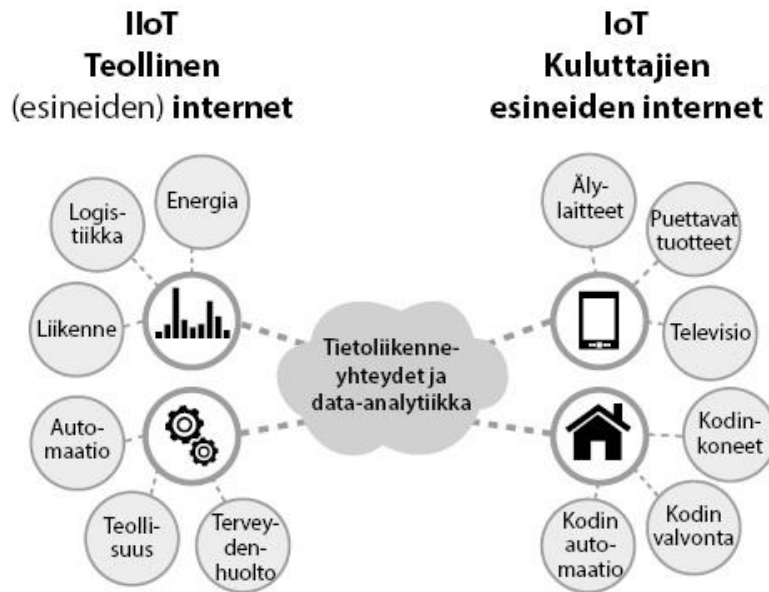 IIoT
Teollinen
(esineiden) internet
IoT
Kuluttajien
esineiden internet
Logis-
tiikka
Energia
Liikenne
Auto-
maatio
Teolli-
suus
Tervey-
den-
huolto
Tietoliikenne-
yhteydet ja
data-analytiikka
Äly-
laitteet
Puettavat
tuotteet
Televisio
Kodin-
koneet
Kodin
valvonta
Kodin
auto-
maatio